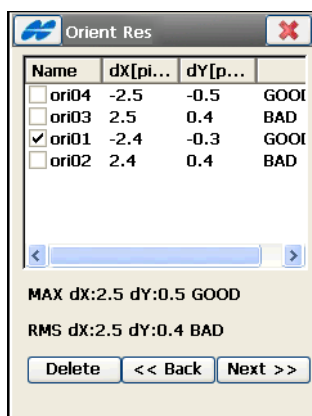 Orient Res
Name dX[pi... dY[p...
ori04 -2.5 -0.5 GOOD
ori03 2.5 0.4 BAD
ori01 -2.4 -0.3 GOOD
ori02 2.4 0.4 BAD
MAX dX:2.5 dY:0.5 GOOD
RMS dX:2.5 dY:0.4 BAD
Delete << Back Next >>